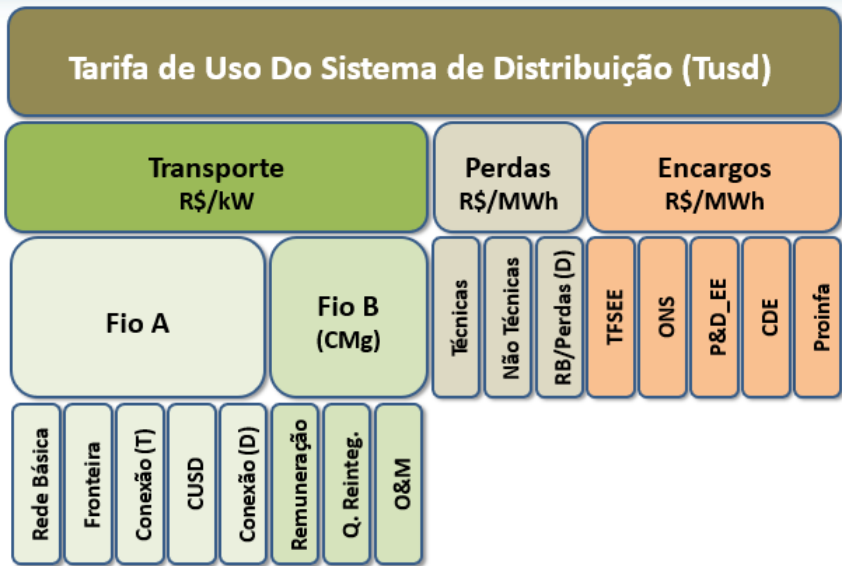 Tarifa de Uso Do Sistema de Distribuição (Tusd)
Transporte
R$/kW
Perdas
R$/MWh
Encargos
R$/MWh
Fio A
Fio B
(CMg)
Técnicas
Não Técnicas
RB/Perdas (D)
TFSEE
ONS
P&D_EE
CDE
Proinfa
Rede Básica
Fronteira
Conexão (T)
CUSD
Conexão (D)
Remuneração
Q. Reinteg.
O&M